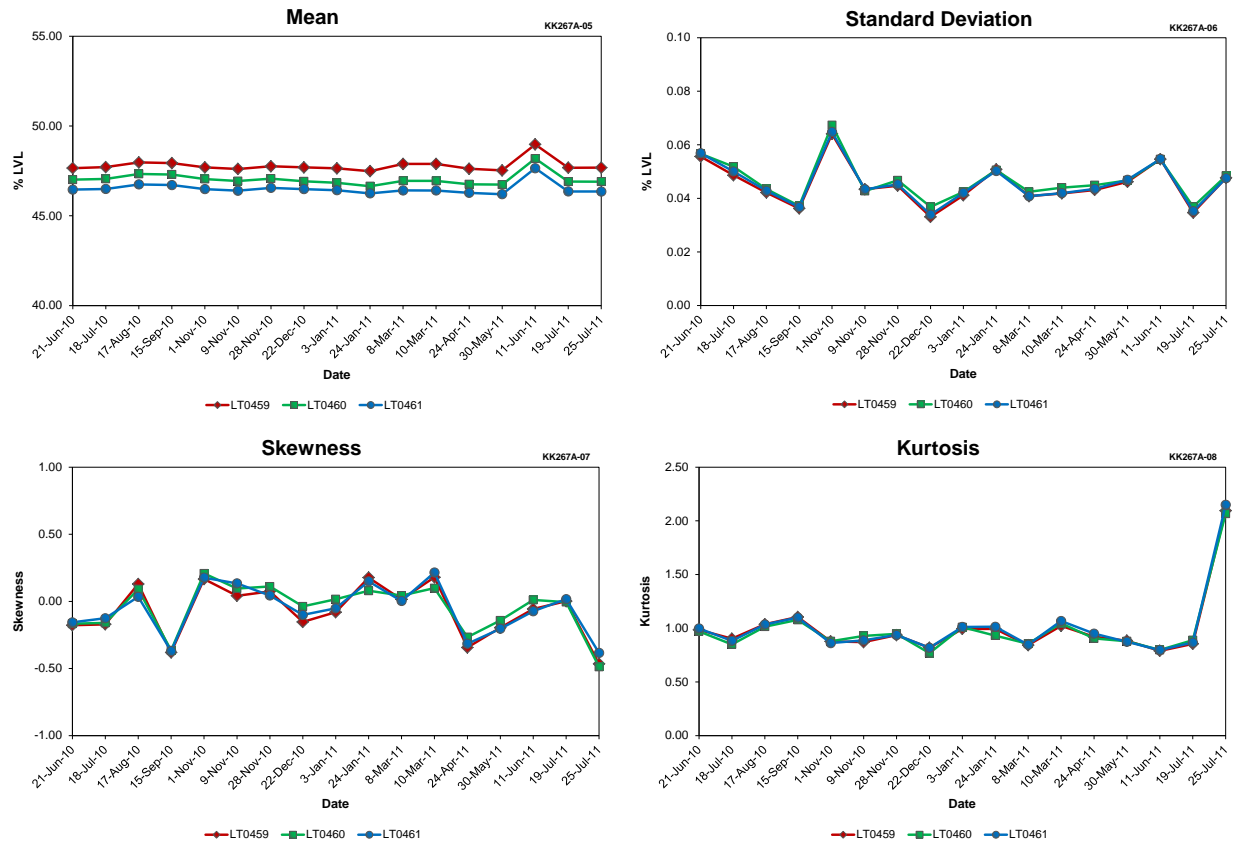 Mean
KK267A-05
55.00
50.00
45.00
40.00
% LVL
21-Jun-10
18-Jul-10
17-Aug-10
15-Sep-10
1-Nov-10
9-Nov-10
28-Nov-10
22-Dec-10
3-Jan-11
24-Jan-11
8-Mar-11
10-Mar-11
24-Apr-11
30-May-11
11-Jun-11
19-Jul-11
25-Jul-11
Date
LT0459 LT0460 LT0461
Standard Deviation
KK267A-06
0.10
0.08
0.06
0.04
0.02
0.00
% LVL
21-Jun-10
18-Jul-10
17-Aug-10
15-Sep-10
1-Nov-10
9-Nov-10
28-Nov-10
22-Dec-10
3-Jan-11
24-Jan-11
8-Mar-11
10-Mar-11
24-Apr-11
30-May-11
11-Jun-11
19-Jul-11
25-Jul-11
Date
LT0459 LT0460 LT0461
Skewness
KK267A-07
1.00
0.50
0.00
-0.50
-1.00
Skewness
21-Jun-10
18-Jul-10
17-Aug-10
15-Sep-10
1-Nov-10
9-Nov-10
28-Nov-10
22-Dec-10
3-Jan-11
24-Jan-11
8-Mar-11
10-Mar-11
24-Apr-11
30-May-11
11-Jun-11
19-Jul-11
25-Jul-11
Date
LT0459 LT0460 LT0461
Kurtosis
KK267A-08
2.50
2.00
1.50
1.00
0.50
0.00
Kurtosis
21-Jun-10
18-Jul-10
17-Aug-10
15-Sep-10
1-Nov-10
9-Nov-10
28-Nov-10
22-Dec-10
3-Jan-11
24-Jan-11
8-Mar-11
10-Mar-11
24-Apr-11
30-May-11
11-Jun-11
19-Jul-11
25-Jul-11
Date
LT0459 LT0460 LT0461